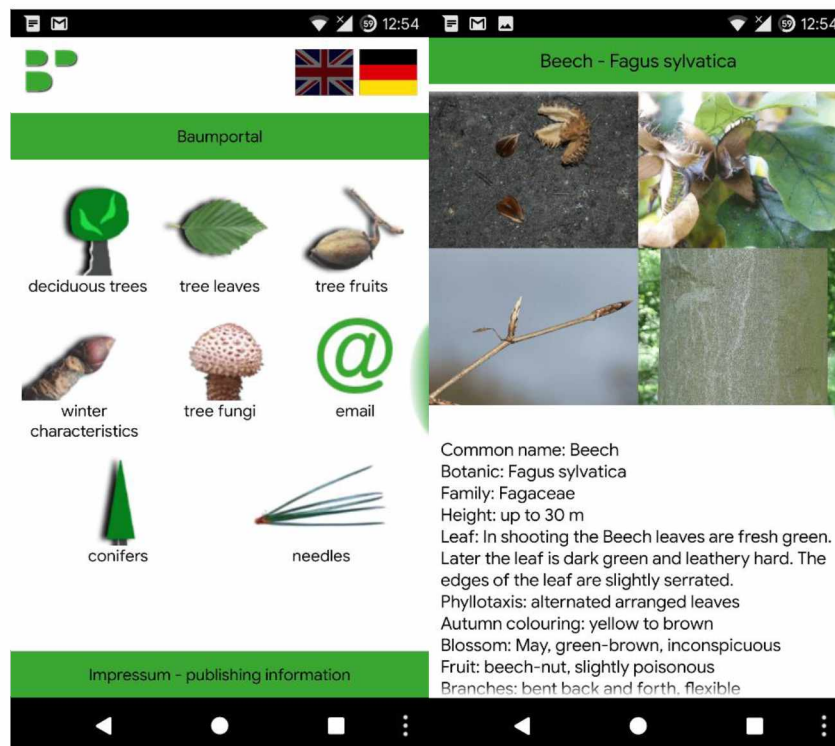 59 12:54
Baumportal
deciduous trees
tree leaves
tree fruits
winter
characteristics
tree fungi
@
email
conifers
needles
Impressum - publishing information
59 12:54
Beech - Fagus sylvatica
Common name: Beech
Botanic: Fagus sylvatica
Family: Fagaceae
Height: up to 30 m
Leaf: In shooting the Beech leaves are fresh green.
Later the leaf is dark green and leathery hard. The
edges of the leaf are slightly serrated.
Phyllotaxis: alternated arranged leaves
Autumn colouring: yellow to brown
Blossom: May, green-brown, inconspicuous
Fruit: beech-nut, slightly poisonous
Branches: bent back and forth, flexible